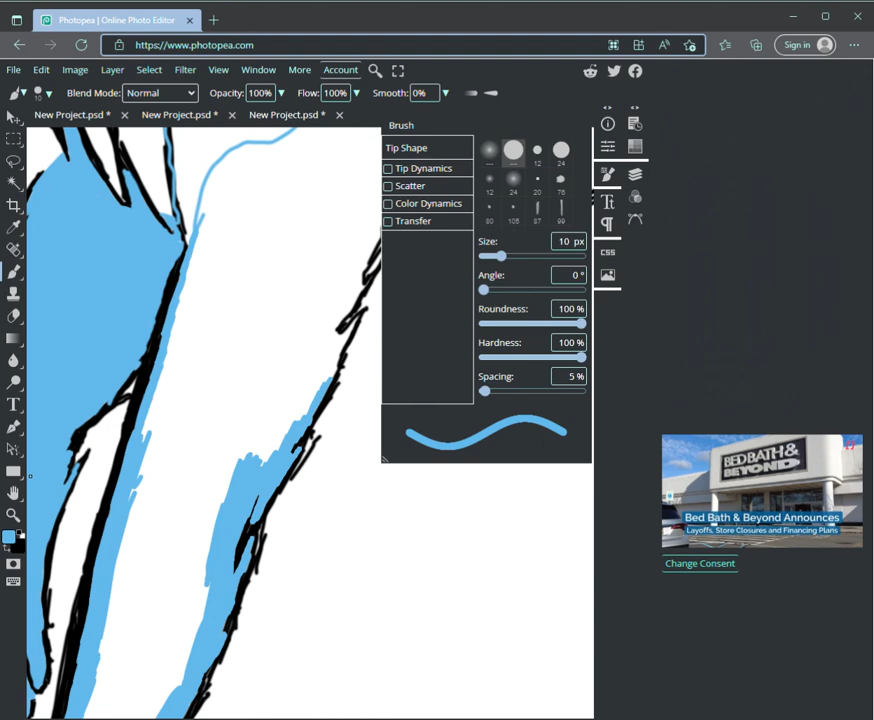 Photopea | Online Photo Editor
https://www.photopea.com
Sign in
File Edit Image Layer Select Filter View Window More Account
10 Blend Mode: Normal Opacity: 100% Flow: 100% Smooth: 0%
New Project.psd * New Project.psd * New Project.psd *
Brush
Tip Shape
Tip Dynamics
Scatter
Color Dynamics
Transfer
--- --- 12 24
12 24 20 76
80 105 87 99
Size: 10 px
Angle: 0 °
Roundness: 100 %
Hardness: 100 %
Spacing: 5 %
CSS
BED BATH &
BEYOND
Bed Bath & Beyond Announces
Layoffs, Store Closures and Financing Plans
Change Consent